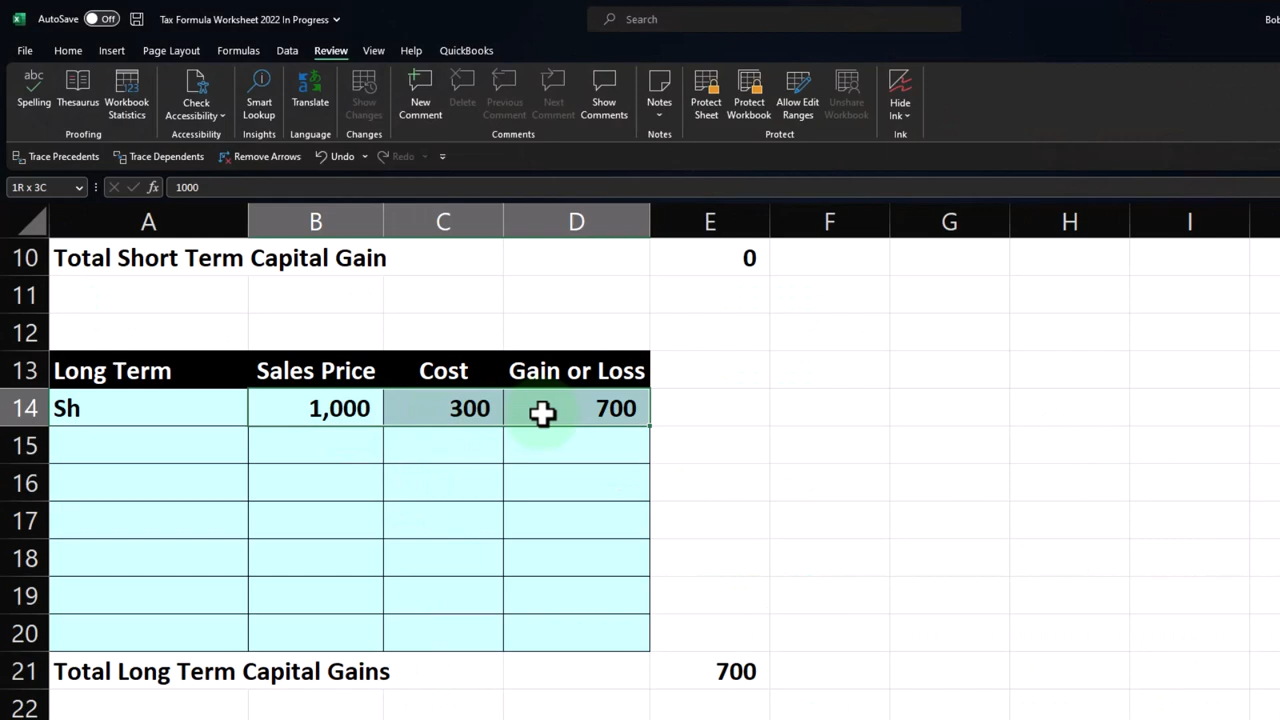 AutoSave Off Tax Formula Worksheet 2022 In Progress Search Bob
File Home Insert Page Layout Formulas Data Review View Help QuickBooks
abc Spelling Thesaurus Workbook Statistics Check Accessibility Smart Lookup Translate Show Changes New Comment Delete Previous Comment Next Comment Show Comments Notes Protect Sheet Protect Workbook Allow Edit Ranges Unshare Workbook Hide Ink
Proofing Accessibility Insights Language Changes Comments Notes Protect Ink
Trace Precedents Trace Dependents Remove Arrows Undo Redo
1R x 3C fx 1000
A B C D E F G H I
10 Total Short Term Capital Gain 0
11
12
13 Long Term Sales Price Cost Gain or Loss
14 Sh 1,000 300 700
15
16
17
18
19
20
21 Total Long Term Capital Gains 700
22